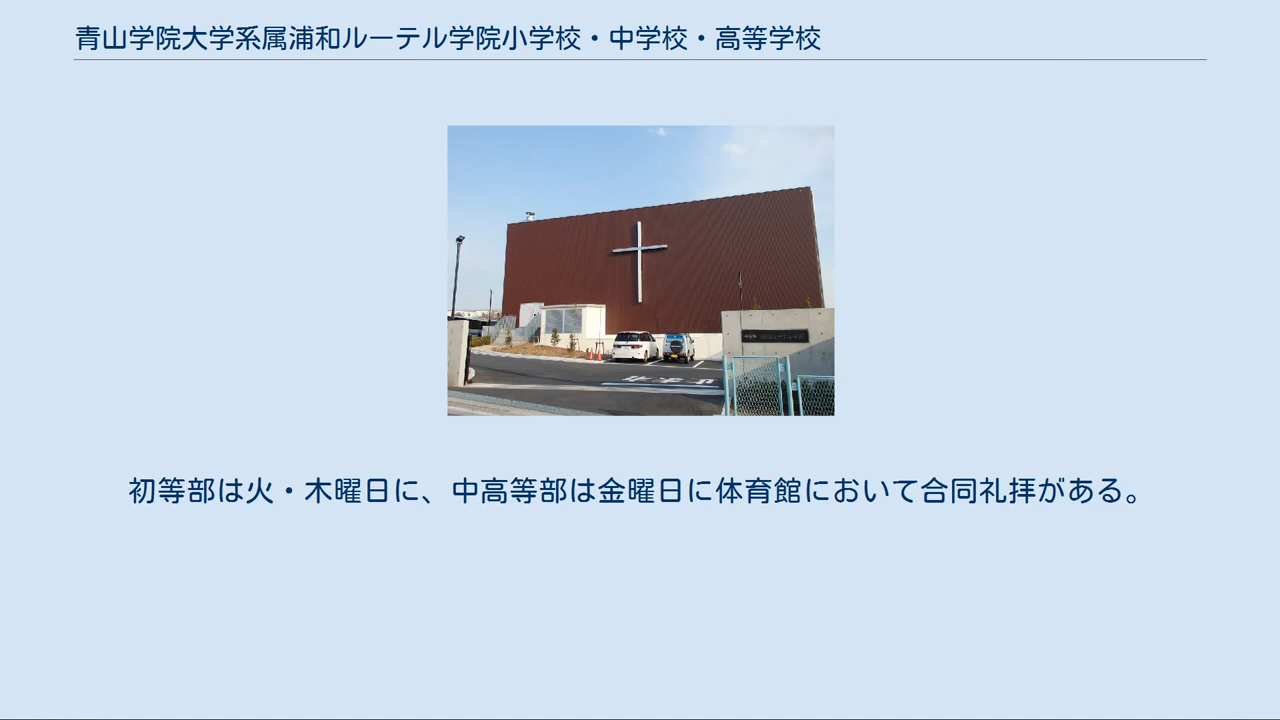 青山学院大学系属浦和ルーテル学院小学校・中学校・高等学校
初等部は火・木曜日に、中高等部は金曜日に体育館において合同礼拝がある。